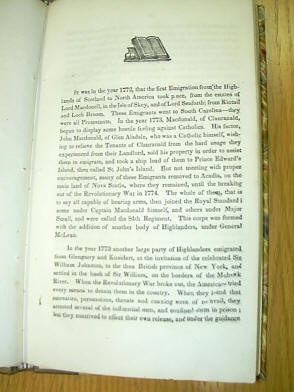 It was in the year 1772, that the first Emigration from the High-
lands of Scotland to North America took place, from the estates of
Lord Macdonell, in the Isle of Skey, and of Lord Seaforth; from Kintail
and Loch Broom. These Emigrants went to South Carolina—they
were all Protestants. In the year 1773, Macdonald, of Clanranald,
began to display some hostile feeling against Catholics. His factor,
John Macdonald, of Glen Aladain, who was a Catholic himself, wish-
ing to relieve the Tenants of Clanranald from the hard usage they
experienced from their Landlord, sold his property in order to assist
them to emigrate, and took a ship load of them to Prince Edward's
Island, then called St. John's Island. But not meeting with proper
encouragement, many of these Emigrants removed to Acadia, on the
main land of Nova Scotia, where they remained, until the breaking
out of the Revolutionary War in 1774. The whole of them, that is
to say all capable of bearing arms, then joined the Royal Standard;
some under Captain Macdonald himself, and others under Major
Small, and were called the 84th Regiment. This corps was formed
with the addition of another body of Highlanders, under General
McLean.
In the year 1773 another large party of Highlanders emigrated
from Glengarry and Knoidert, at the invitation of the celebrated Sir
William Johnston, to the then British province of New York, and
settled in the bush of Sir William, on the borders of the Mohawk
River. When the Revolutionary War broke out, the Americans tried
every means to detain them in the country. When they found that
entreaties, persuasions, threats and coaxing were of no avail, they
arrested several of the influential men, and confined them in prison;
but they contrived to effect their own release, and under the guidance